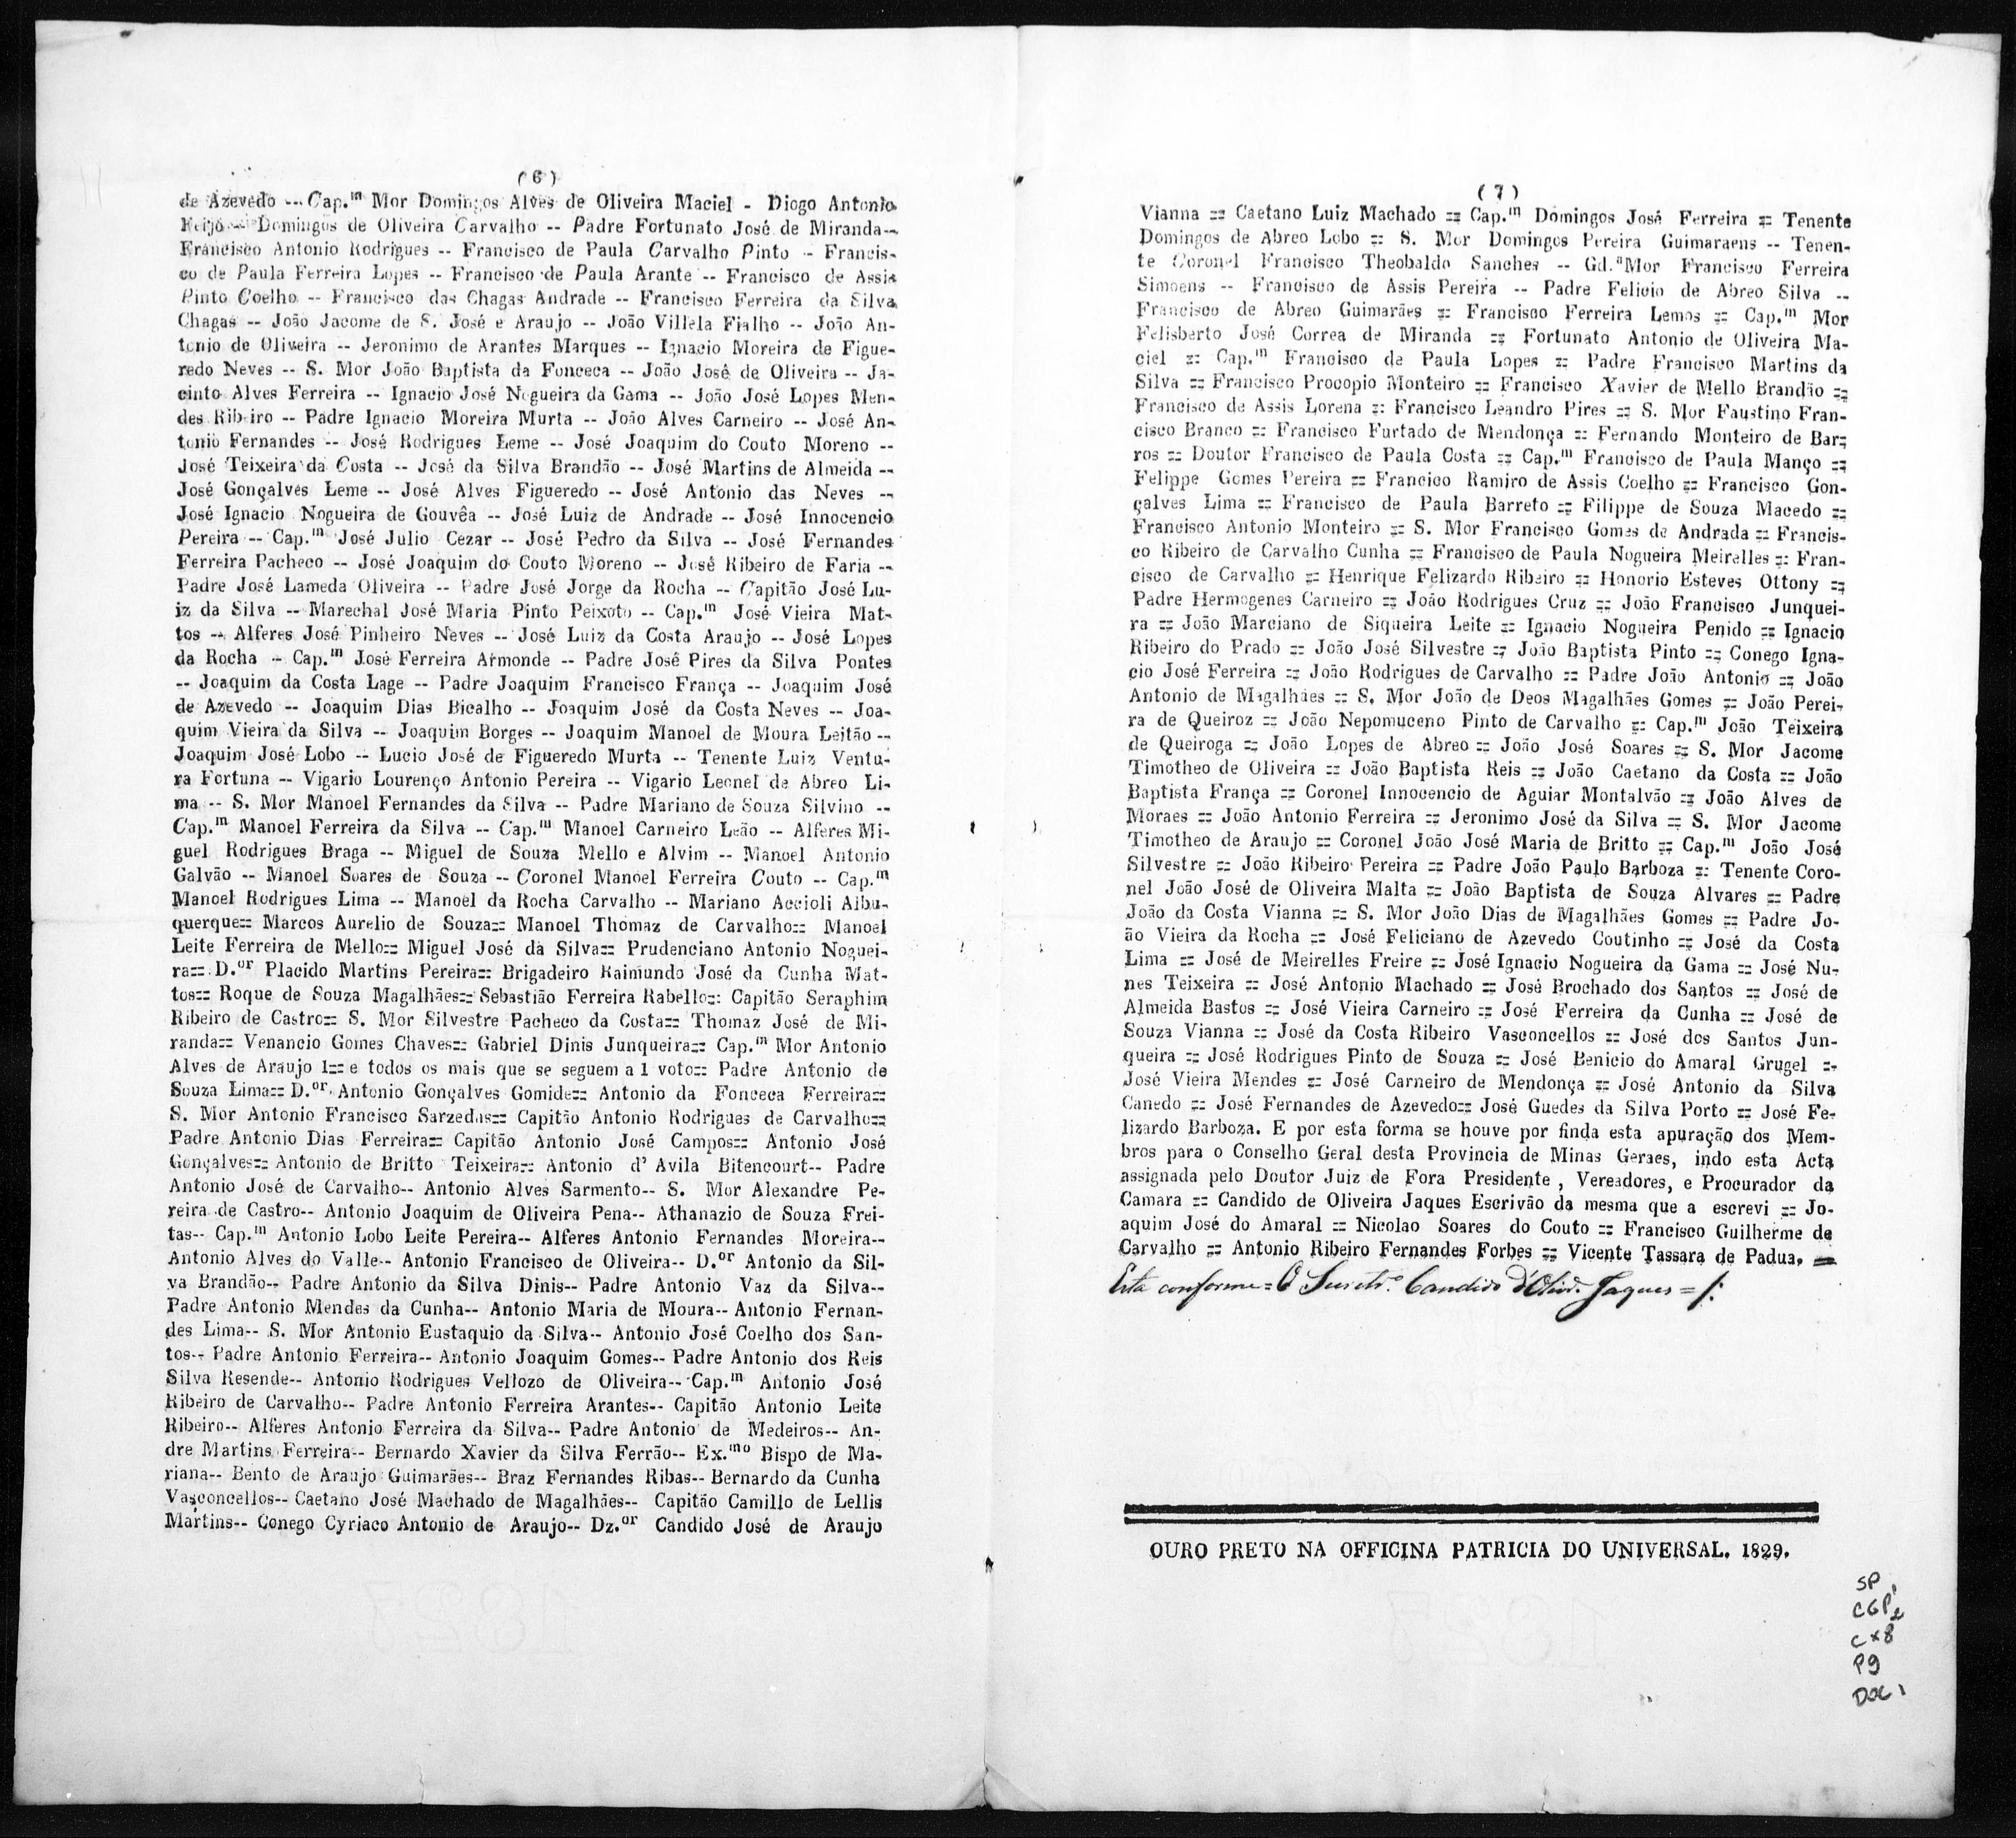 (6)
de Azevedo -- Cap.m Mor Domingos Alves de Oliveira Maciel - Diogo Antonio
Feijó -- Domingos de Oliveira Carvalho -- Padre Fortunato José de Miranda--
Francisco Antonio Rodrigues -- Francisco de Paula Carvalho Pinto -- Francis-
co de Paula Ferreira Lopes -- Francisco de Paula Arante -- Francisco de Assis
Pinto Coelho -- Francisco das Chagas Andrade -- Francisco Ferreira da Silva
Chagas -- João Jacome de S. José e Araujo -- João Villela Fialho -- João An-
tonio de Oliveira -- Jeronimo de Arantes Marques -- Ignacio Moreira de Figue-
redo Neves -- S. Mor João Baptista da Fonceca -- João José de Oliveira -- Ja-
cinto Alves Ferreira -- Ignacio José Nogueira da Gama -- João José Lopes Men-
des Ribeiro -- Padre Ignacio Moreira Murta -- João Alves Carneiro -- José An-
tonio Fernandes -- José Rodrigues Leme -- José Joaquim do Couto Moreno --
José Teixeira da Costa -- José da Silva Brandão -- José Martins de Almeida --
José Gonçalves Leme -- José Alves Figueredo -- José Antonio das Neves --
José Ignacio Nogueira de Gouvêa -- José Luiz de Andrade -- José Innocencio
Pereira -- Cap.m José Julio Cezar -- José Pedro da Silva -- José Fernandes
Ferreira Pacheco -- José Joaquim do Couto Moreno -- José Ribeiro de Faria --
Padre José Lameda Oliveira -- Padre José Jorge da Rocha -- Capitão José Lu-
iz da Silva -- Marechal José Maria Pinto Peixoto -- Cap.m José Vieira Mat-
tos -- Alferes José Pinheiro Neves -- José Luiz da Costa Araujo -- José Lopes
da Rocha -- Cap.m José Ferreira Armonde -- Padre José Pires da Silva Pontes
-- Joaquim da Costa Lage -- Padre Joaquim Francisco França -- Joaquim José
de Azevedo -- Joaquim Dias Bicalho -- Joaquim José da Costa Neves -- Joa-
quim Vieira da Silva -- Joaquim Borges -- Joaquim Manoel de Moura Leitão --
Joaquim José Lobo -- Lucio José de Figueredo Murta -- Tenente Luiz Ventu-
ra Fortuna -- Vigario Lourenço Antonio Pereira -- Vigario Leonel de Abreo Li-
ma -- S. Mor Manoel Fernandes da Silva -- Padre Mariano de Souza Silvino --
Cap.m Manoel Ferreira da Silva -- Cap.m Manoel Carneiro Leão -- Alferes Mi-
guel Rodrigues Braga -- Miguel de Souza Mello e Alvim -- Manoel Antonio
Galvão -- Manoel Soares de Souza -- Coronel Manoel Ferreira Couto -- Cap.m
Manoel Rodrigues Lima -- Manoel da Rocha Carvalho -- Mariano Accioli Albu-
querque== Marcos Aurelio de Souza== Manoel Thomaz de Carvalho== Manoel
Leite Ferreira de Mello== Miguel José da Silva== Prudenciano Antonio Noguei-
ra== D.or Placido Martins Pereira== Brigadeiro Raimundo José da Cunha Mat-
tos== Roque de Souza Magalhães== Sebastião Ferreira Rabello== Capitão Seraphim
Ribeiro de Castro== S. Mor Silvestre Pacheco da Costa== Thomaz José de Mi-
randa== Venancio Gomes Chaves== Gabriel Dinis Junqueira== Cap.m Mor Antonio
Alves de Araujo 1== e todos os mais que se seguem a 1 voto== Padre Antonio de
Souza Lima== D.or Antonio Gonçalves Gomide== Antonio da Fonceca Ferreira==
S. Mor Antonio Francisco Sarzedas== Capitão Antonio Rodrigues de Carvalho==
Padre Antonio Dias Ferreira== Capitão Antonio José Campos== Antonio José
Gonçalves== Antonio de Britto Teixeira== Antonio d' Avila Bitencourt-- Padre
Antonio José de Carvalho-- Antonio Alves Sarmento-- S. Mor Alexandre Pe-
reira de Castro-- Antonio Joaquim de Oliveira Pena-- Athanazio de Souza Frei-
tas-- Cap.m Antonio Lobo Leite Pereira-- Alferes Antonio Fernandes Moreira--
Antonio Alves do Valle-- Antonio Francisco de Oliveira-- D.or Antonio da Sil-
va Brandão-- Padre Antonio da Silva Dinis-- Padre Antonio Vaz da Silva--
Padre Antonio Mendes da Cunha-- Antonio Maria de Moura-- Antonio Fernan-
des Lima-- S. Mor Antonio Eustaquio da Silva-- Antonio José Coelho dos San-
tos-- Padre Antonio Ferreira-- Antonio Joaquim Gomes-- Padre Antonio dos Reis
Silva Resende-- Antonio Rodrigues Vellozo de Oliveira-- Cap.m Antonio José
Ribeiro de Carvalho-- Padre Antonio Ferreira Arantes-- Capitão Antonio Leite
Ribeiro-- Alferes Antonio Ferreira da Silva-- Padre Antonio de Medeiros-- An-
dre Martins Ferreira-- Bernardo Xavier da Silva Ferrão-- Ex.mo Bispo de Ma-
riana-- Bento de Araujo Guimarães-- Braz Fernandes Ribas-- Bernardo da Cunha
Vasconcellos-- Caetano José Machado de Magalhães-- Capitão Camillo de Lellis
Martins-- Conego Cyriaco Antonio de Araujo-- Dz.or Candido José de Araujo
(7)
Vianna == Caetano Luiz Machado == Cap.m Domingos José Ferreira == Tenente
Domingos de Abreo Lobo == S. Mor Domingos Pereira Guimaraens -- Tenen-
te Coronel Francisco Theobaldo Sanches -- Gd.a Mor Francisco Ferreira
Simoens -- Francisco de Assis Pereira -- Padre Felicio de Abreo Silva --
Francisco de Abreo Guimarães == Francisco Ferreira Lemos == Cap.m Mor
Felisberto José Correa de Miranda == Fortunato Antonio de Oliveira Ma-
ciel == Cap.m Francisco de Paula Lopes == Padre Francisco Martins da
Silva == Francisco Procopio Monteiro == Francisco Xavier de Mello Brandão ==
Francisco de Assis Lorena == Francisco Leandro Pires == S. Mor Faustino Fran-
cisco Branco == Francisco Furtado de Mendonça == Fernando Monteiro de Bar-
ros == Doutor Francisco de Paula Costa == Cap.m Francisco de Paula Manço ==
Felippe Gomes Pereira == Francico Ramiro de Assis Coelho == Francisco Gon-
çalves Lima == Francisco de Paula Barreto == Filippe de Souza Macedo ==
Francisco Antonio Monteiro == S. Mor Francisco Gomes de Andrada == Francis-
co Ribeiro de Carvalho Cunha == Francisco de Paula Nogueira Meirelles == Fran-
cisco de Carvalho == Henrique Felizardo Ribeiro == Honorio Esteves Ottony ==
Padre Hermogenes Carneiro == João Rodrigues Cruz == João Francisco Junquei-
ra == João Marciano de Siqueira Leite == Ignacio Nogueira Penido == Ignacio
Ribeiro do Prado == João José Silvestre == João Baptista Pinto == Conego Igna-
cio José Ferreira == João Rodrigues de Carvalho == Padre João Antonio == João
Antonio de Magalhães == S. Mor João de Deos Magalhães Gomes == João Perei-
ra de Queiroz == João Nepomuceno Pinto de Carvalho == Cap.m João Teixeira
de Queiroga == João Lopes de Abreo == João José Soares == S. Mor Jacome
Timotheo de Oliveira == João Baptista Reis == João Caetano da Costa == João
Baptista França == Coronel Innocencio de Aguiar Montalvão == João Alves de
Moraes == João Antonio Ferreira == Jeronimo José da Silva == S. Mor Jacome
Timotheo de Araujo == Coronel João José Maria de Britto == Cap.m João José
Silvestre == João Ribeiro Pereira == Padre João Paulo Barboza == Tenente Coro-
nel João José de Oliveira Malta == João Baptista de Souza Alvares == Padre
João da Costa Vianna == S. Mor João Dias de Magalhães Gomes == Padre Jo-
ão Vieira da Rocha == José Feliciano de Azevedo Coutinho == José da Costa
Lima == José de Meirelles Freire == José Ignacio Nogueira da Gama == José Nu-
nes Teixeira == José Antonio Machado == José Brochado dos Santos == José de
Almeida Bastos == José Vieira Carneiro == José Ferreira da Cunha == José de
Souza Vianna == José da Costa Ribeiro Vasconcellos == José dos Santos Jun-
queira == José Rodrigues Pinto de Souza == José Benicio do Amaral Grugel ==
José Vieira Mendes == José Carneiro de Mendonça == José Antonio da Silva
Canedo == José Fernandes de Azevedo== José Guedes da Silva Porto == José Fe-
lizardo Barboza. E por esta forma se houve por finda esta apuração dos Mem-
bros para o Conselho Geral desta Provincia de Minas Geraes, indo esta Acta
assignada pelo Doutor Juiz de Fora Presidente, Vereadores, e Procurador da
Camara == Candido de Oliveira Jaques Escrivão da mesma que a escrevi == Jo-
aquim José do Amaral == Nicolao Soares do Couto == Francisco Guilherme de
Carvalho == Antonio Ribeiro Fernandes Forbes == Vicente Tassara de Padua. =
Esta conforme = O Secretr.o Candido d'Olivr. Jaques =
OURO PRETO NA OFFICINA PATRICIA DO UNIVERSAL. 1829.
SP
CGP
CX8
P9
DOC 1